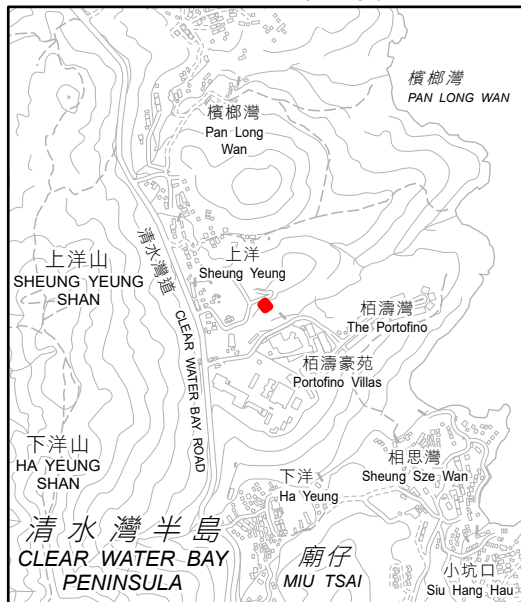 檳榔灣
PAN LONG WAN
檳榔灣
Pan Long
Wan
上洋山
SHEUNG YEUNG
SHAN
清水灣道
CLEAR WATER BAY ROAD
上洋
Sheung Yeung
栢濤灣
The Portofino
栢濤豪苑
Portofino Villas
下洋山
HA YEUNG
SHAN
下洋
Ha Yeung
相思灣
Sheung Sze Wan
清水灣半島
CLEAR WATER BAY
PENINSULA
廟仔
MIU TSAI
小坑口
Siu Hang Hau